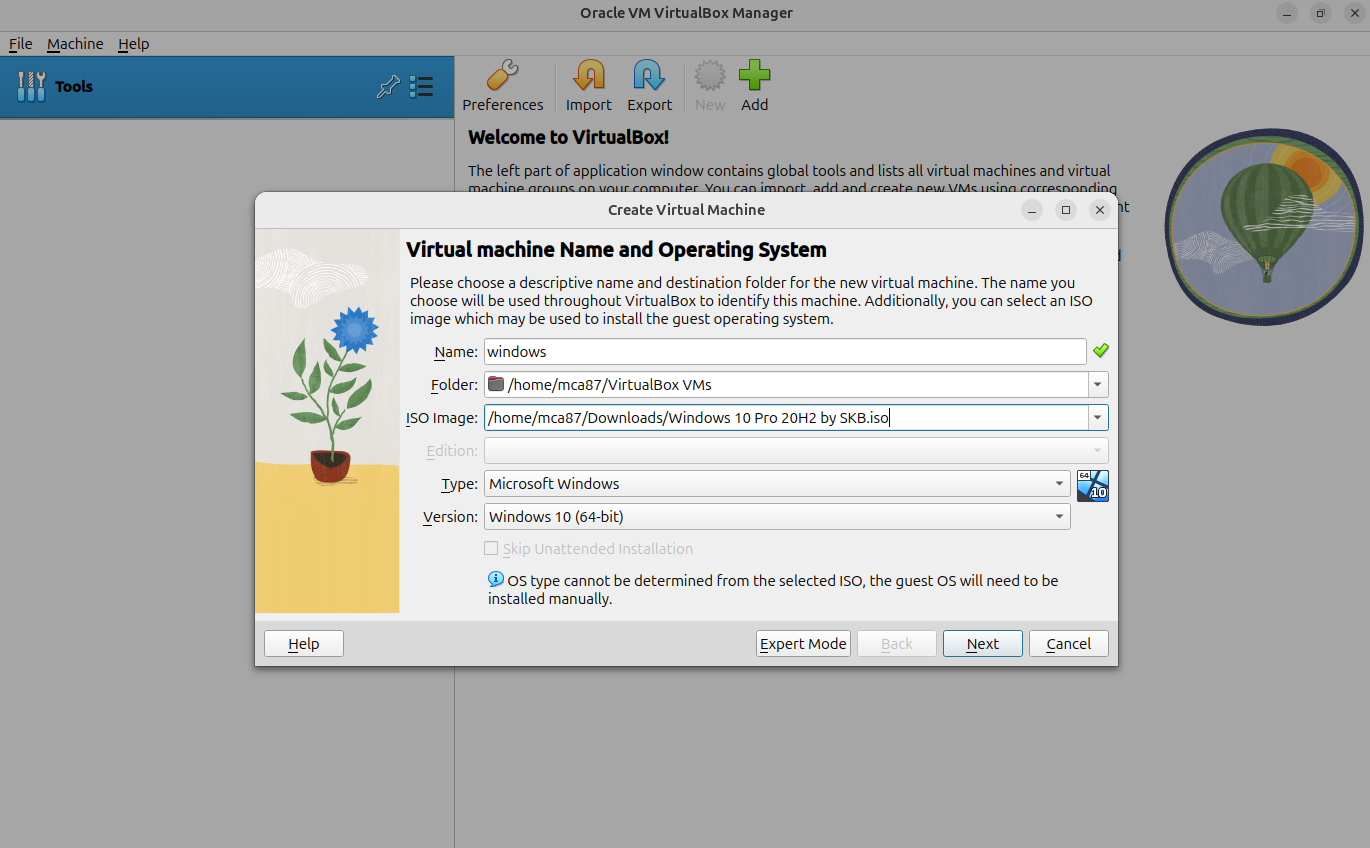 Oracle VM VirtualBox Manager
File Machine Help
Tools
Preferences Import Export New Add
Welcome to VirtualBox!
The left part of application window contains global tools and lists all virtual machines and virtual
machine groups on your computer. You can import, add and create new VMs using corresponding
Create Virtual Machine
Virtual machine Name and Operating System
Please choose a descriptive name and destination folder for the new virtual machine. The name you
choose will be used throughout VirtualBox to identify this machine. Additionally, you can select an ISO
image which may be used to install the guest operating system.
Name: windows
Folder: /home/mca87/VirtualBox VMs
ISO Image: /home/mca87/Downloads/Windows 10 Pro 20H2 by SKB.iso
Edition:
Type: Microsoft Windows
64
10
Version: Windows 10 (64-bit)
Skip Unattended Installation
OS type cannot be determined from the selected ISO, the guest OS will need to be
installed manually.
Help Expert Mode Back Next Cancel